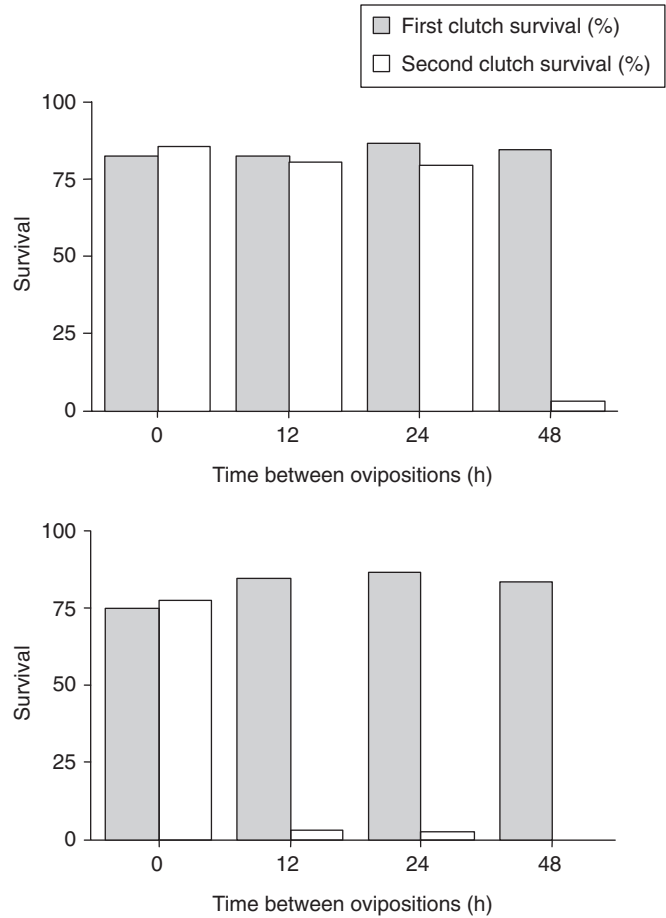 First clutch survival (%)
Second clutch survival (%)
100
75
50
25
0
Survival
0 12 24 48
Time between ovipositions (h)
100
75
50
25
0
Survival
0 12 24 48
Time between ovipositions (h)